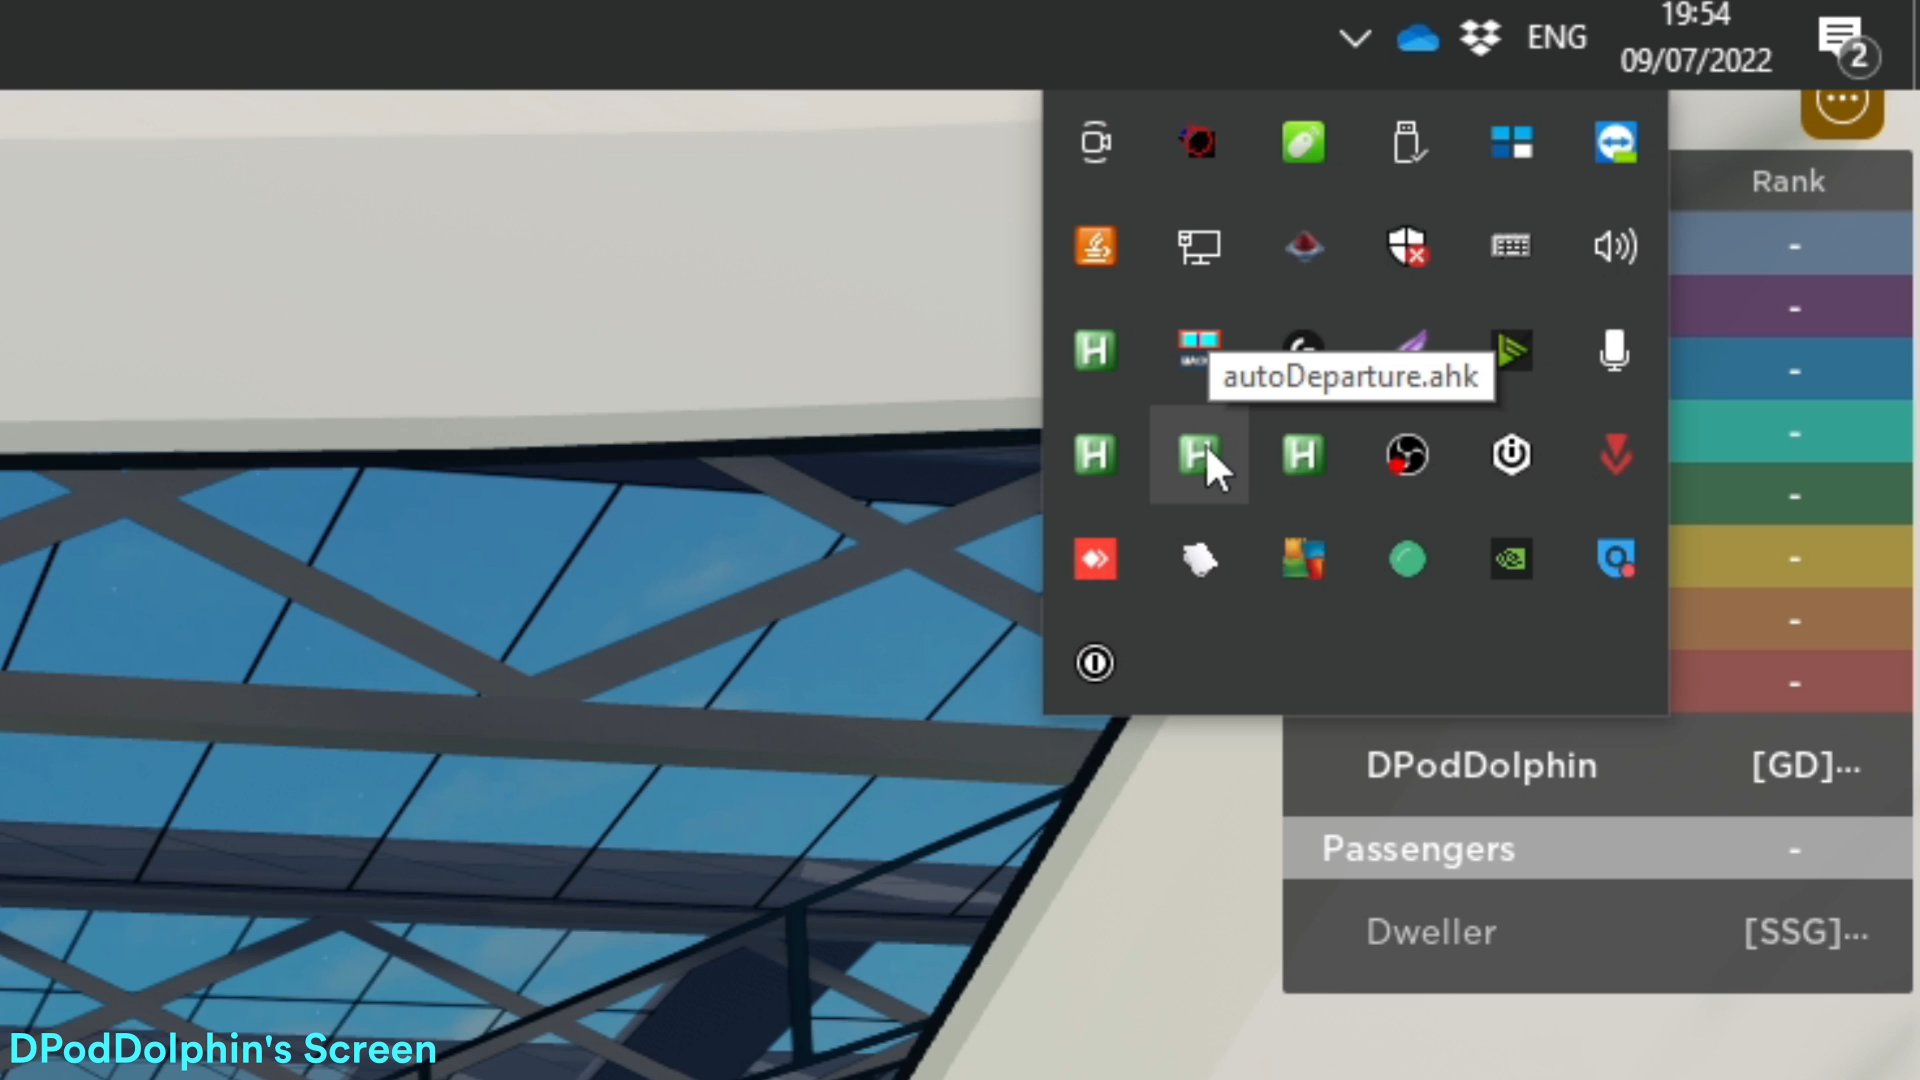 19:54
ENG
09/07/2022
2
Rank
-
-
-
autoDeparture.ahk
-
-
-
-
-
DPodDolphin [GD]...
Passengers -
Dweller [SSG]...
DPodDolphin's Screen